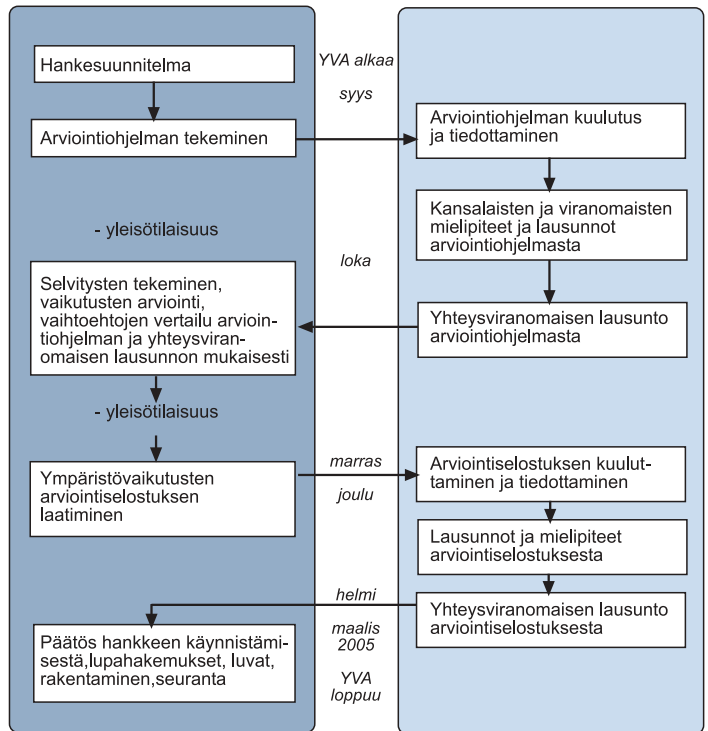 Hankesuunnitelma
YVA alkaa
syys
Arviointiohjelman tekeminen
Arviointiohjelman kuulutus
ja tiedottaminen
- yleisötilaisuus
Kansalaisten ja viranomaisten
mielipiteet ja lausunnot
arviointiohjelmasta
loka
Selvitysten tekeminen,
vaikutusten arviointi,
vaihtoehtojen vertailu arvioin-
tiohjelman ja yhteysviran-
omaisen lausunnon mukaisesti
Yhteysviranomaisen lausunto
arviointiohjelmasta
- yleisötilaisuus
Ympäristövaikutusten
arviointiselostuksen
laatiminen
marras
joulu
Arviointiselostuksen kuulut-
taminen ja tiedottaminen
Lausunnot ja mielipiteet
arviointiselostuksesta
Yhteysviranomaisen lausunto
arviointiselostuksesta
helmi
maalis
2005
YVA
loppuu
Päätös hankkeen käynnistämi-
sestä,lupahakemukset, luvat,
rakentaminen,seuranta